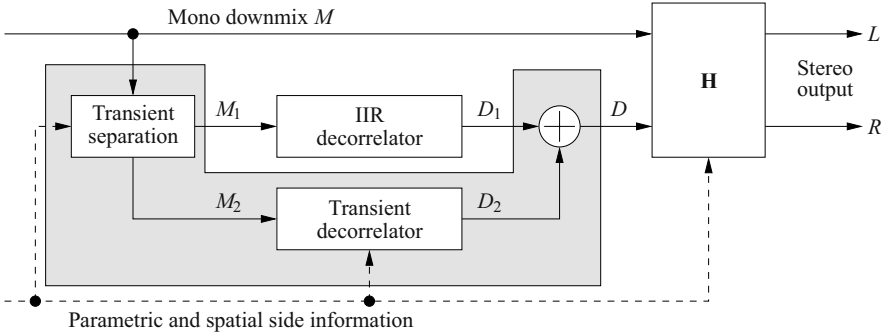 Mono downmix M
L
H
Stereo
output
R
Transient
separation
M1
IIR
decorrelator
D1
D
M2
Transient
decorrelator
D2
Parametric and spatial side information